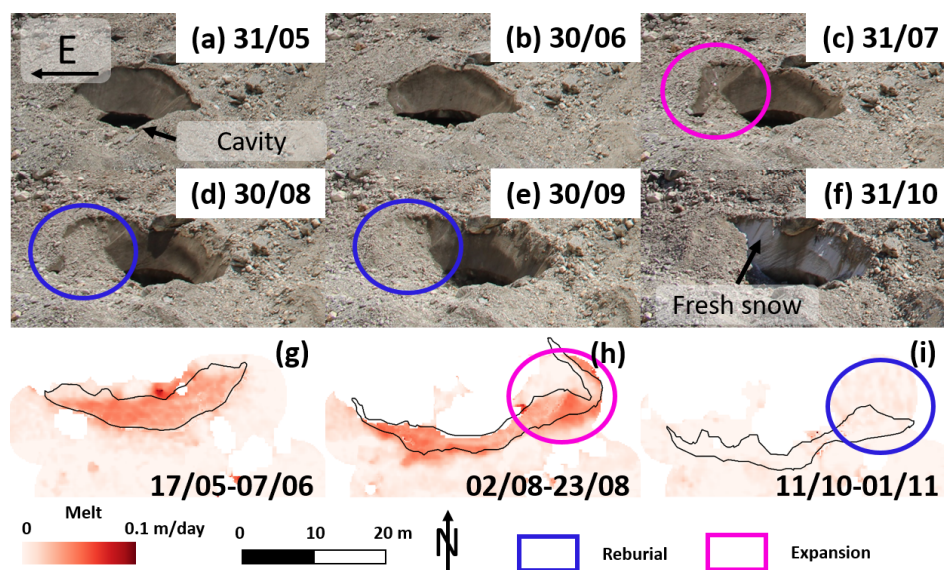 E
(a) 31/05
(b) 30/06
(c) 31/07
Cavity
(d) 30/08
(e) 30/09
(f) 31/10
Fresh snow
(g)
(h)
(i)
17/05-07/06
02/08-23/08
11/10-01/11
Melt
0 0.1 m/day
0 10 20 m
N
Reburial
Expansion